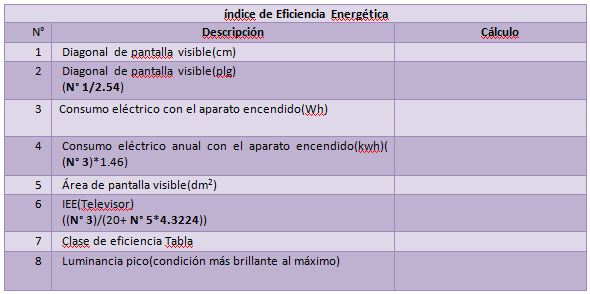 índice de Eficiencia Energética
N° Descripción Cálculo
1 Diagonal de pantalla visible(cm)
2 Diagonal de pantalla visible(plg)
(N° 1/2.54)
3 Consumo eléctrico con el aparato encendido(Wh)
4 Consumo eléctrico anual con el aparato encendido(kwh)(
(N° 3)*1.46)
5 Área de pantalla visible(dm²)
6 IEE(Televisor)
((N° 3)/(20+ N° 5*4.3224))
7 Clase de eficiencia Tabla
8 Luminancia pico(condición más brillante al máximo)